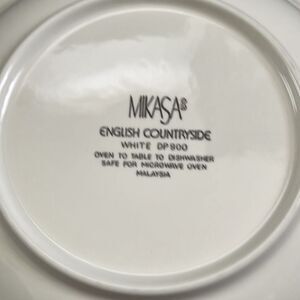 MIKASA®
ENGLISH COUNTRYSIDE
WHITE DP900
OVEN TO TABLE TO DISHWASHER
SAFE FOR MICROWAVE OVEN
MALAYSIA